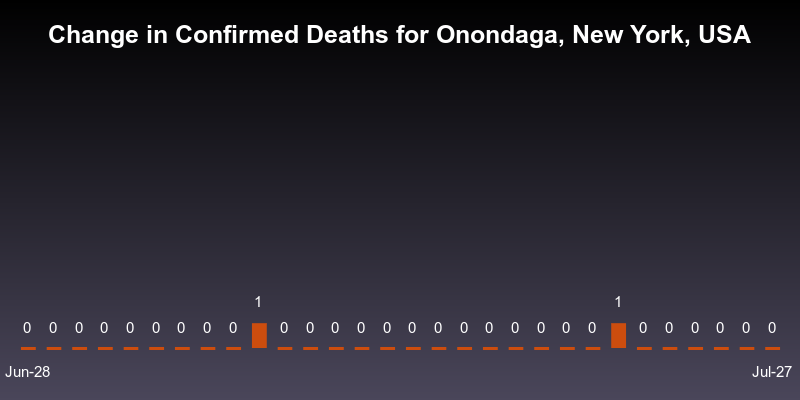 Change in Confirmed Deaths for Onondaga, New York, USA
1 1
0 0 0 0 0 0 0 0 0 0 0 0 0 0 0 0 0 0 0 0 0 0 0 0 0 0 0 0
Jun-28 Jul-27